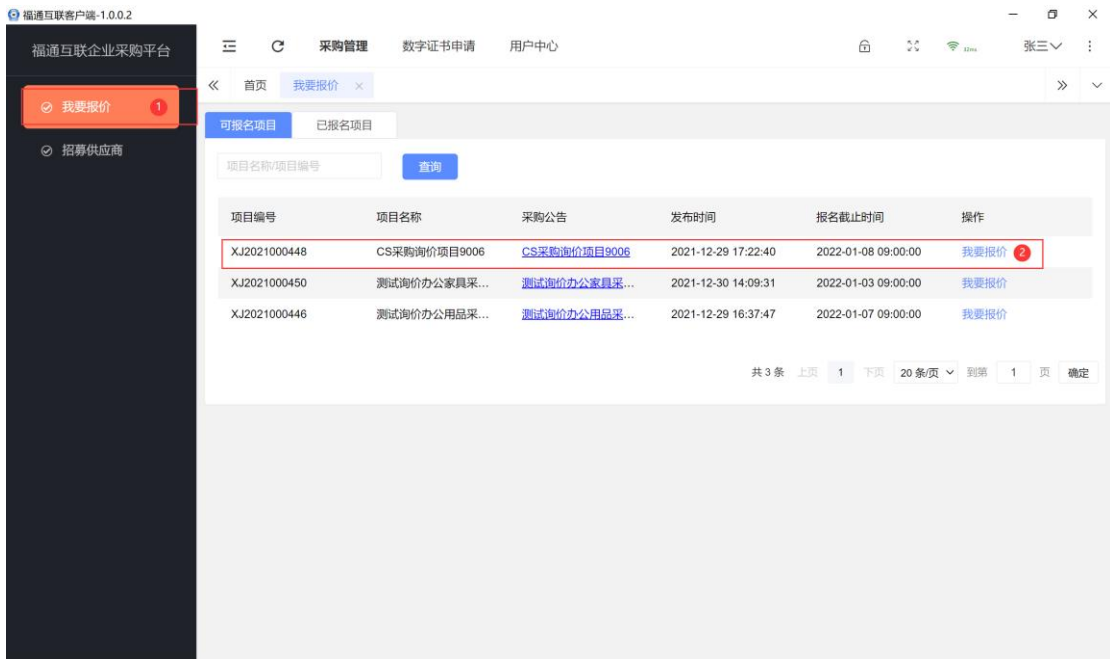 福通互联客户端-1.0.0.2
福通互联企业采购平台
采购管理 数字证书申请 用户中心 32ms 张三
首页 我要报价 ×
我要报价 1
招募供应商
可报名项目 已报名项目
项目名称/项目编号 查询
项目编号 项目名称 采购公告 发布时间 报名截止时间 操作
XJ2021000448 CS采购询价项目9006 CS采购询价项目9006 2021-12-29 17:22:40 2022-01-08 09:00:00 我要报价 2
XJ2021000450 测试询价办公家具采... 测试询价办公家具采... 2021-12-30 14:09:31 2022-01-03 09:00:00 我要报价
XJ2021000446 测试询价办公用品采... 测试询价办公用品采... 2021-12-29 16:37:47 2022-01-07 09:00:00 我要报价
共 3 条 上页 1 下页 20 条/页 到第 1 页 确定